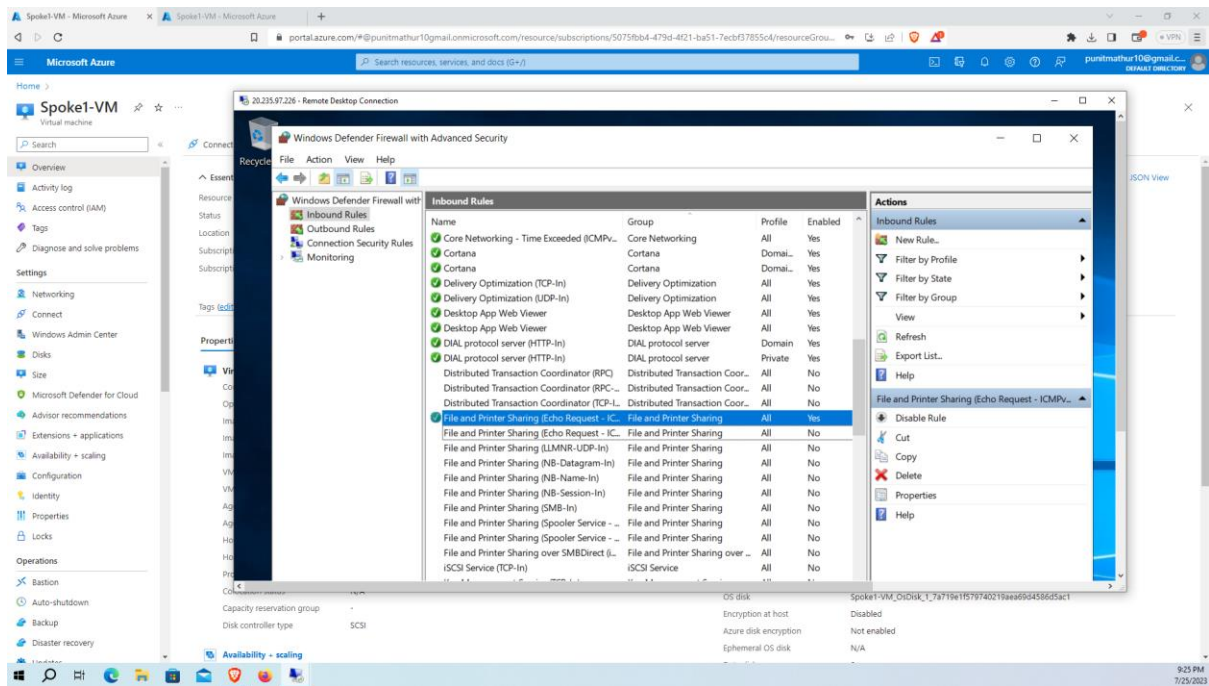 Spoke1-VM - Microsoft Azure
Spoke1-VM - Microsoft Azure
portal.azure.com/#@punitmathur10gmail.onmicrosoft.com/resource/subscriptions/5075fbb4-479d-4f21-ba51-7ecbf37855c4/resourceGrou...
VPN
Microsoft Azure
Search resources, services, and docs (G+/)
punitmathur10@gmail.c...
DEFAULT DIRECTORY
Home >
Spoke1-VM
Virtual machine
Search
Overview
Activity log
Access control (IAM)
Tags
Diagnose and solve problems
Settings
Networking
Connect
Windows Admin Center
Disks
Size
Microsoft Defender for Cloud
Advisor recommendations
Extensions + applications
Availability + scaling
Configuration
Identity
Properties
Locks
Operations
Bastion
Auto-shutdown
Backup
Disaster recovery
Connect
JSON View
Essent
Resource
Status
Location
Subscripti
Subscripti
Tags (edit
Properti
Vir
20.235.97.226 - Remote Desktop Connection
Recycle
Windows Defender Firewall with Advanced Security
File Action View Help
Windows Defender Firewall with
Inbound Rules
Outbound Rules
Connection Security Rules
Monitoring
Inbound Rules
Name Group Profile Enabled
Core Networking - Time Exceeded (ICMPv... Core Networking All Yes
Cortana Cortana Domai... Yes
Cortana Cortana Domai... Yes
Delivery Optimization (TCP-In) Delivery Optimization All Yes
Delivery Optimization (UDP-In) Delivery Optimization All Yes
Desktop App Web Viewer Desktop App Web Viewer All Yes
Desktop App Web Viewer Desktop App Web Viewer All Yes
DIAL protocol server (HTTP-In) DIAL protocol server Domain Yes
DIAL protocol server (HTTP-In) DIAL protocol server Private Yes
Distributed Transaction Coordinator (RPC) Distributed Transaction Coor... All No
Distributed Transaction Coordinator (RPC-... Distributed Transaction Coor... All No
Distributed Transaction Coordinator (TCP-I... Distributed Transaction Coor... All No
File and Printer Sharing (Echo Request - IC... File and Printer Sharing All Yes
File and Printer Sharing (Echo Request - IC... File and Printer Sharing All No
File and Printer Sharing (LLMNR-UDP-In) File and Printer Sharing All No
File and Printer Sharing (NB-Datagram-In) File and Printer Sharing All No
File and Printer Sharing (NB-Name-In) File and Printer Sharing All No
File and Printer Sharing (NB-Session-In) File and Printer Sharing All No
File and Printer Sharing (SMB-In) File and Printer Sharing All No
File and Printer Sharing (Spooler Service - ... File and Printer Sharing All No
File and Printer Sharing (Spooler Service - ... File and Printer Sharing All No
File and Printer Sharing over SMBDirect (i... File and Printer Sharing over ... All No
iSCSI Service (TCP-In) iSCSI Service All No
Actions
Inbound Rules
New Rule...
Filter by Profile
Filter by State
Filter by Group
View
Refresh
Export List...
Help
File and Printer Sharing (Echo Request - ICMPv...
Disable Rule
Cut
Copy
Delete
Properties
Help
Capacity reservation group -
Disk controller type SCSI
Availability + scaling
OS disk Spoke1-VM_OsDisk_1_7a719e1f579740219aea69d4586d5ac1
Encryption at host Disabled
Azure disk encryption Not enabled
Ephemeral OS disk N/A
9:25 PM
7/25/2023